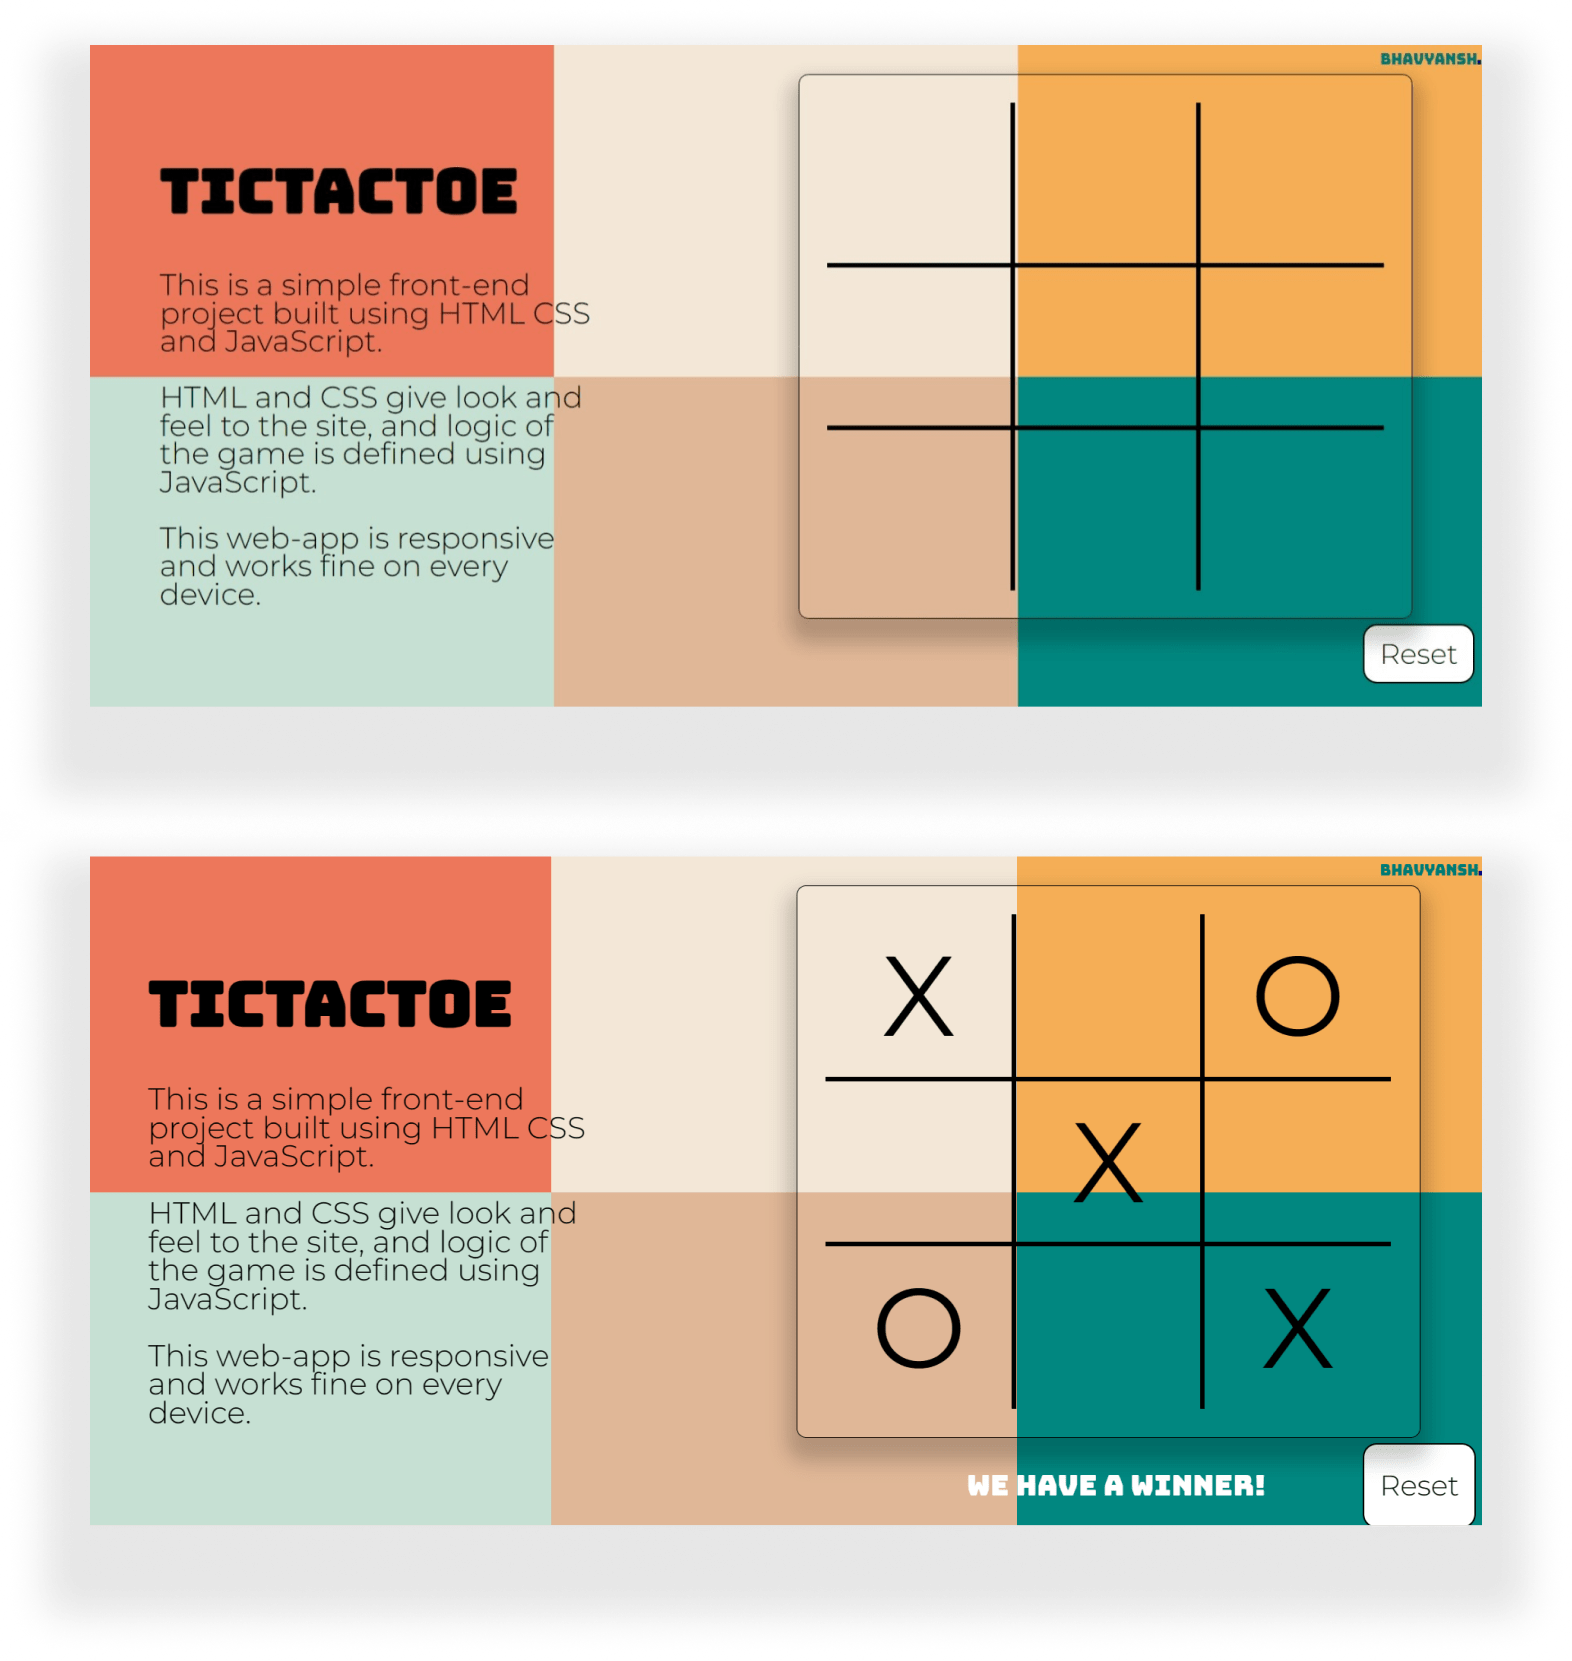 BHAVYANSH.
TICTACTOE
This is a simple front-end
project built using HTML CSS
and JavaScript.
HTML and CSS give look and
feel to the site, and logic of
the game is defined using
JavaScript.
This web-app is responsive
and works fine on every
device.
Reset
BHAVYANSH.
TICTACTOE
This is a simple front-end
project built using HTML CSS
and JavaScript.
HTML and CSS give look and
feel to the site, and logic of
the game is defined using
JavaScript.
This web-app is responsive
and works fine on every
device.
X O
X
O X
WE HAVE A WINNER!
Reset